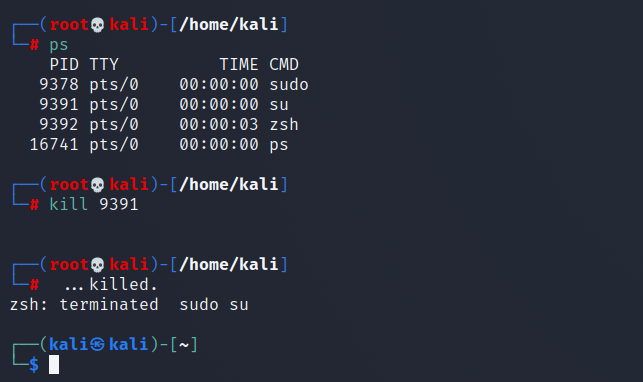 ┌──(root💀kali)-[/home/kali]
└─# ps
    PID TTY          TIME CMD
   9378 pts/0    00:00:00 sudo
   9391 pts/0    00:00:00 su
   9392 pts/0    00:00:03 zsh
  16741 pts/0    00:00:00 ps
┌──(root💀kali)-[/home/kali]
└─# kill 9391
┌──(root💀kali)-[/home/kali]
└─#  ...killed.
zsh: terminated  sudo su
┌──(kali㉿kali)-[~]
└─$